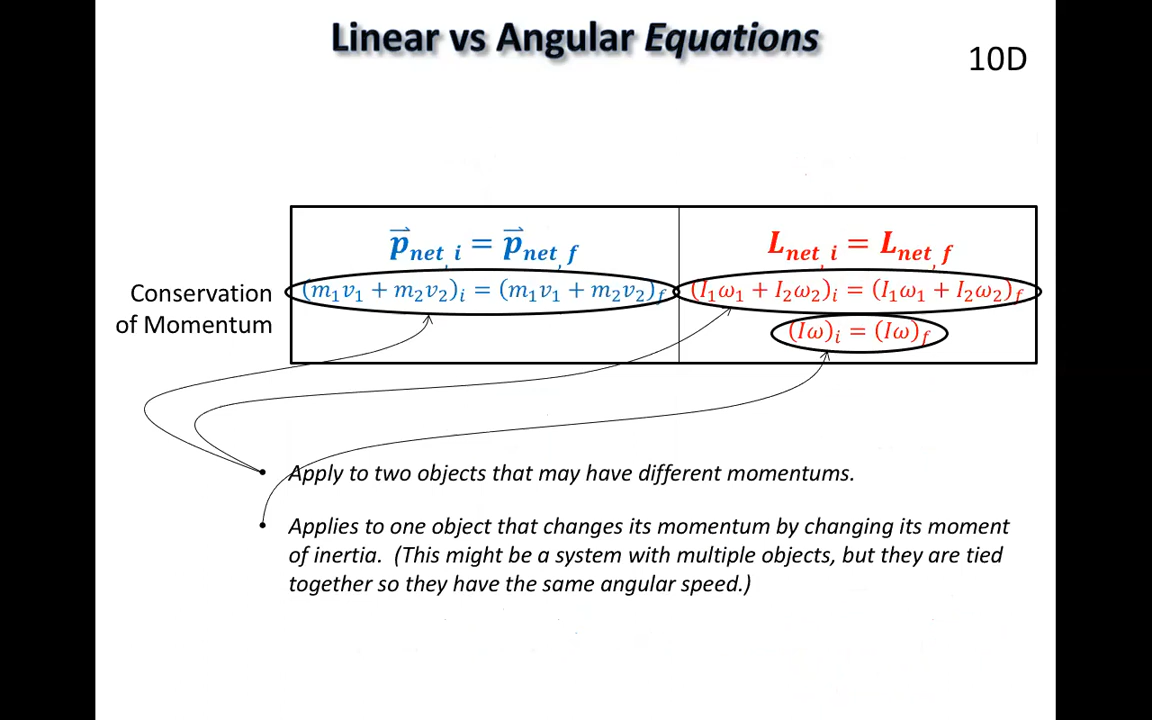 Linear vs Angular Equations
10D
p⃗net, i = p⃗net, f
Lnet, i = Lnet, f
Conservation
of Momentum
(m₁v₁ + m₂v₂)ᵢ = (m₁v₁ + m₂v₂)f
(I₁ω₁ + I₂ω₂)ᵢ = (I₁ω₁ + I₂ω₂)f
(Iω)ᵢ = (Iω)f
Apply to two objects that may have different momentums.
Applies to one object that changes its momentum by changing its moment
of inertia. (This might be a system with multiple objects, but they are tied
together so they have the same angular speed.)